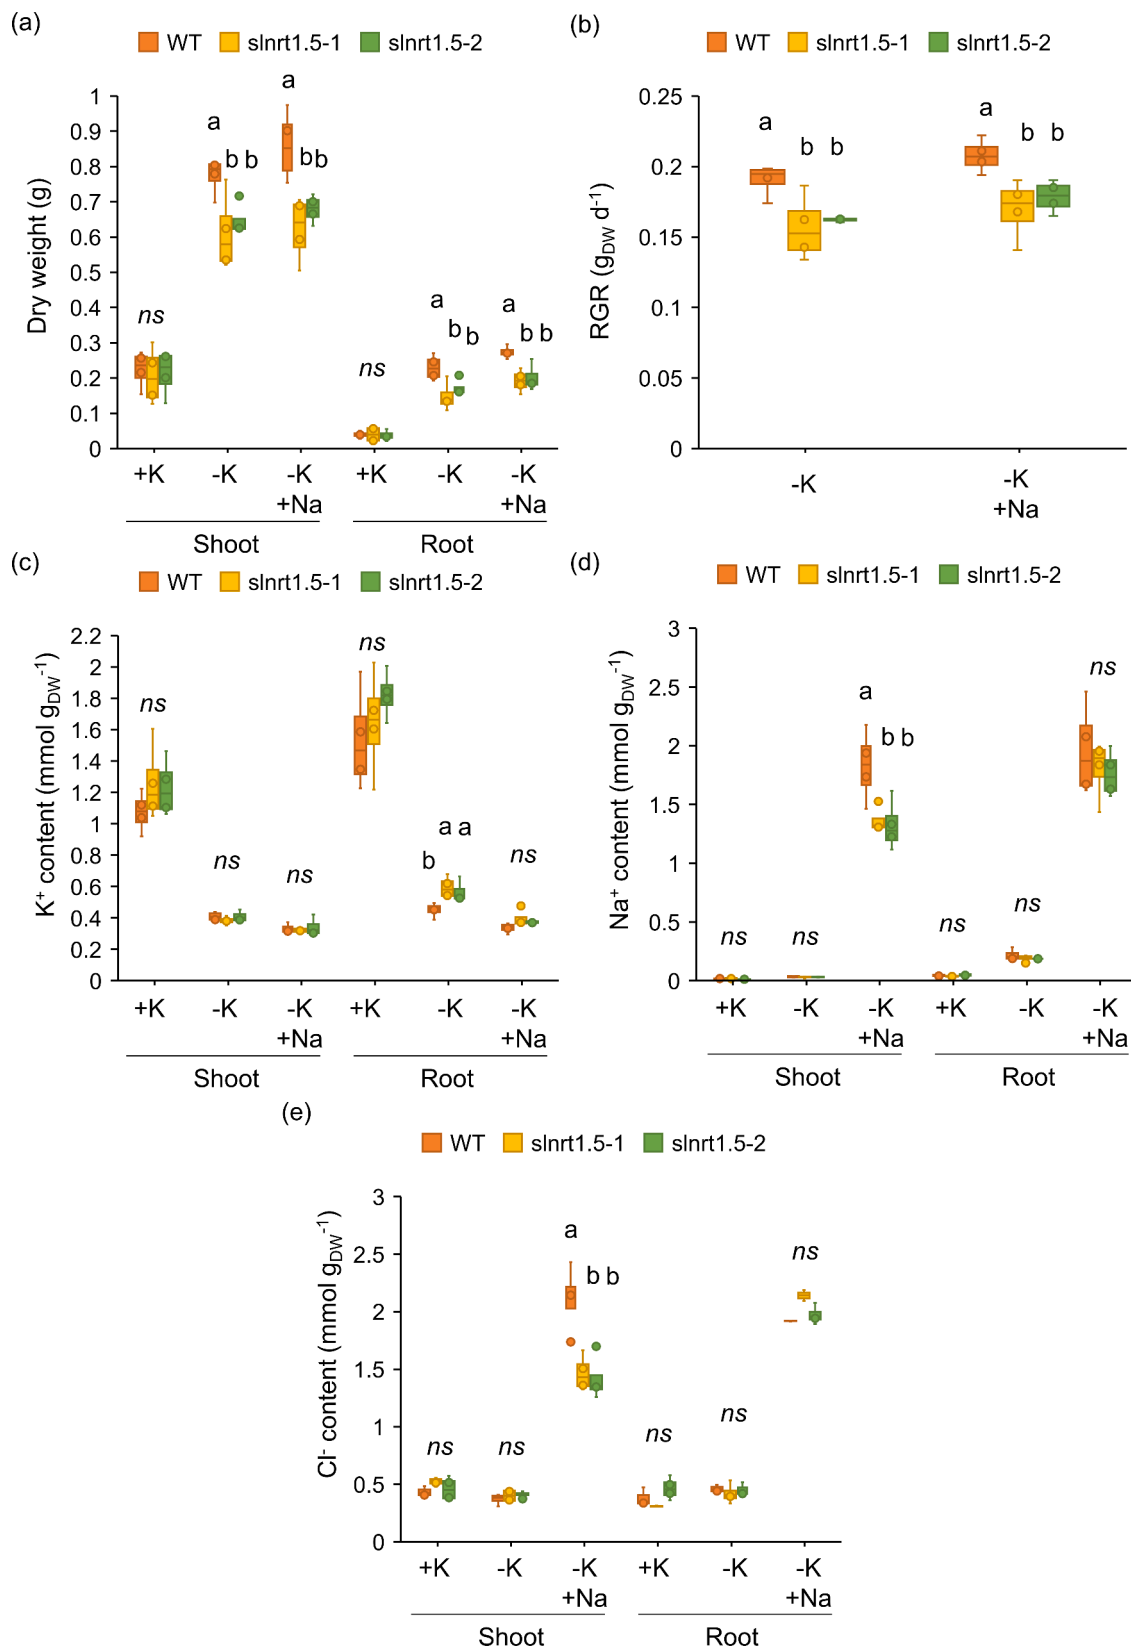 (a)
WT slnrt1.5-1 slnrt1.5-2
Dry weight (g)
1
0.9
0.8
0.7
0.6
0.5
0.4
0.3
0.2
0.1
0
ns
a
b b
a
b b
ns
a
b b
a
b b
+K -K -K +K -K -K
+Na +Na
Shoot Root
(b)
WT slnrt1.5-1 slnrt1.5-2
RGR (gDW d-1)
0.25
0.2
0.15
0.1
0.05
0
a
b b
a
b b
-K -K
+Na
(c)
WT slnrt1.5-1 slnrt1.5-2
K+ content (mmol gDW-1)
2.2
2
1.8
1.6
1.4
1.2
1
0.8
0.6
0.4
0.2
0
ns
ns
ns
ns
b
a a
ns
+K -K -K +K -K -K
+Na +Na
Shoot Root
(d)
WT slnrt1.5-1 slnrt1.5-2
Na+ content (mmol gDW-1)
3
2.5
2
1.5
1
0.5
0
ns
ns
a
b b
ns
ns
ns
+K -K -K +K -K -K
+Na +Na
Shoot Root
(e)
WT slnrt1.5-1 slnrt1.5-2
Cl- content (mmol gDW-1)
3
2.5
2
1.5
1
0.5
0
ns
ns
a
b b
ns
ns
ns
+K -K -K +K -K -K
+Na +Na
Shoot Root